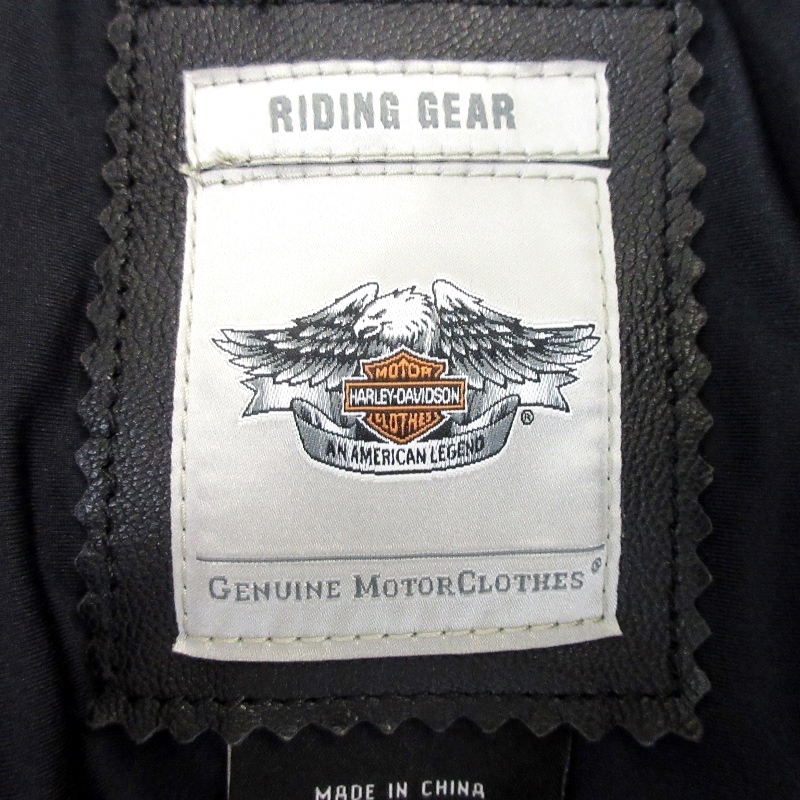 RIDING GEAR
MOTOR
HARLEY-DAVIDSON
CLOTHES
®
AN AMERICAN LEGEND
GENUINE MOTORCLOTHES®
MADE IN CHINA